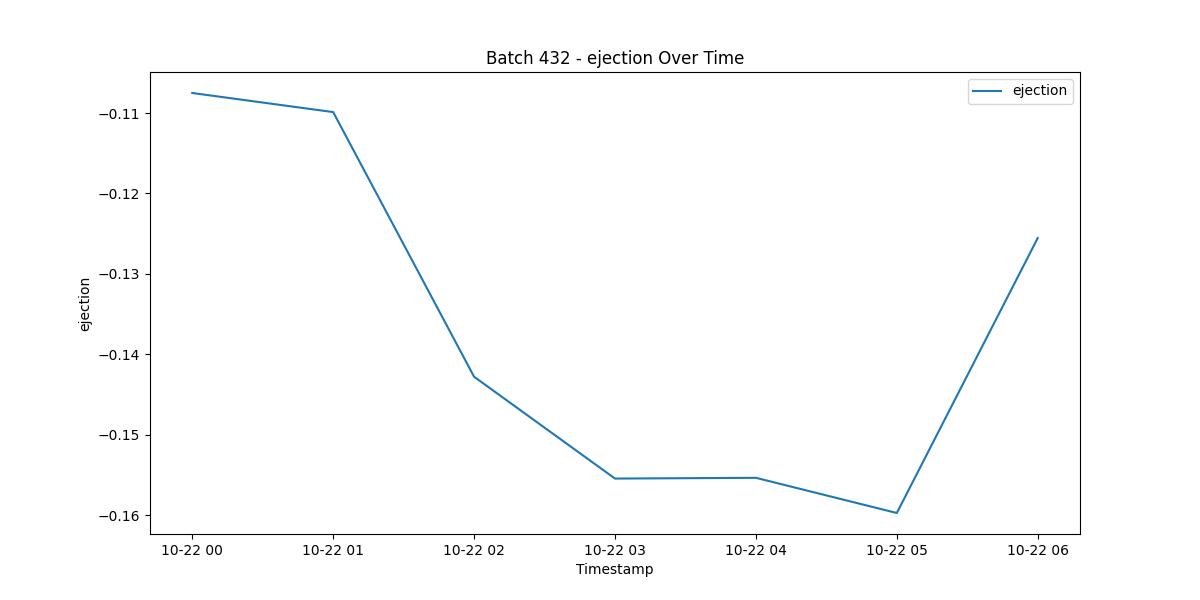 Batch 432 - ejection Over Time
ejection
−0.11
−0.12
−0.13
−0.14
−0.15
−0.16
ejection
10-22 00 10-22 01 10-22 02 10-22 03 10-22 04 10-22 05 10-22 06
Timestamp